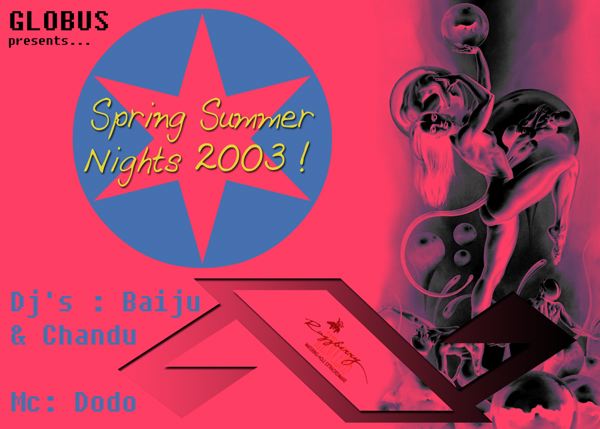 GLOBUS
presents...
Spring Summer
Nights 2003 !
Dj's : Baiju
& Chandu
Mc: Dodo